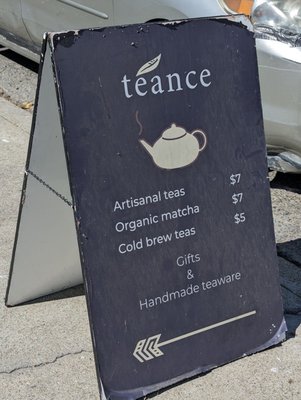 teance
Artisanal teas $7
Organic matcha $7
Cold brew teas $5
Gifts
&
Handmade teaware